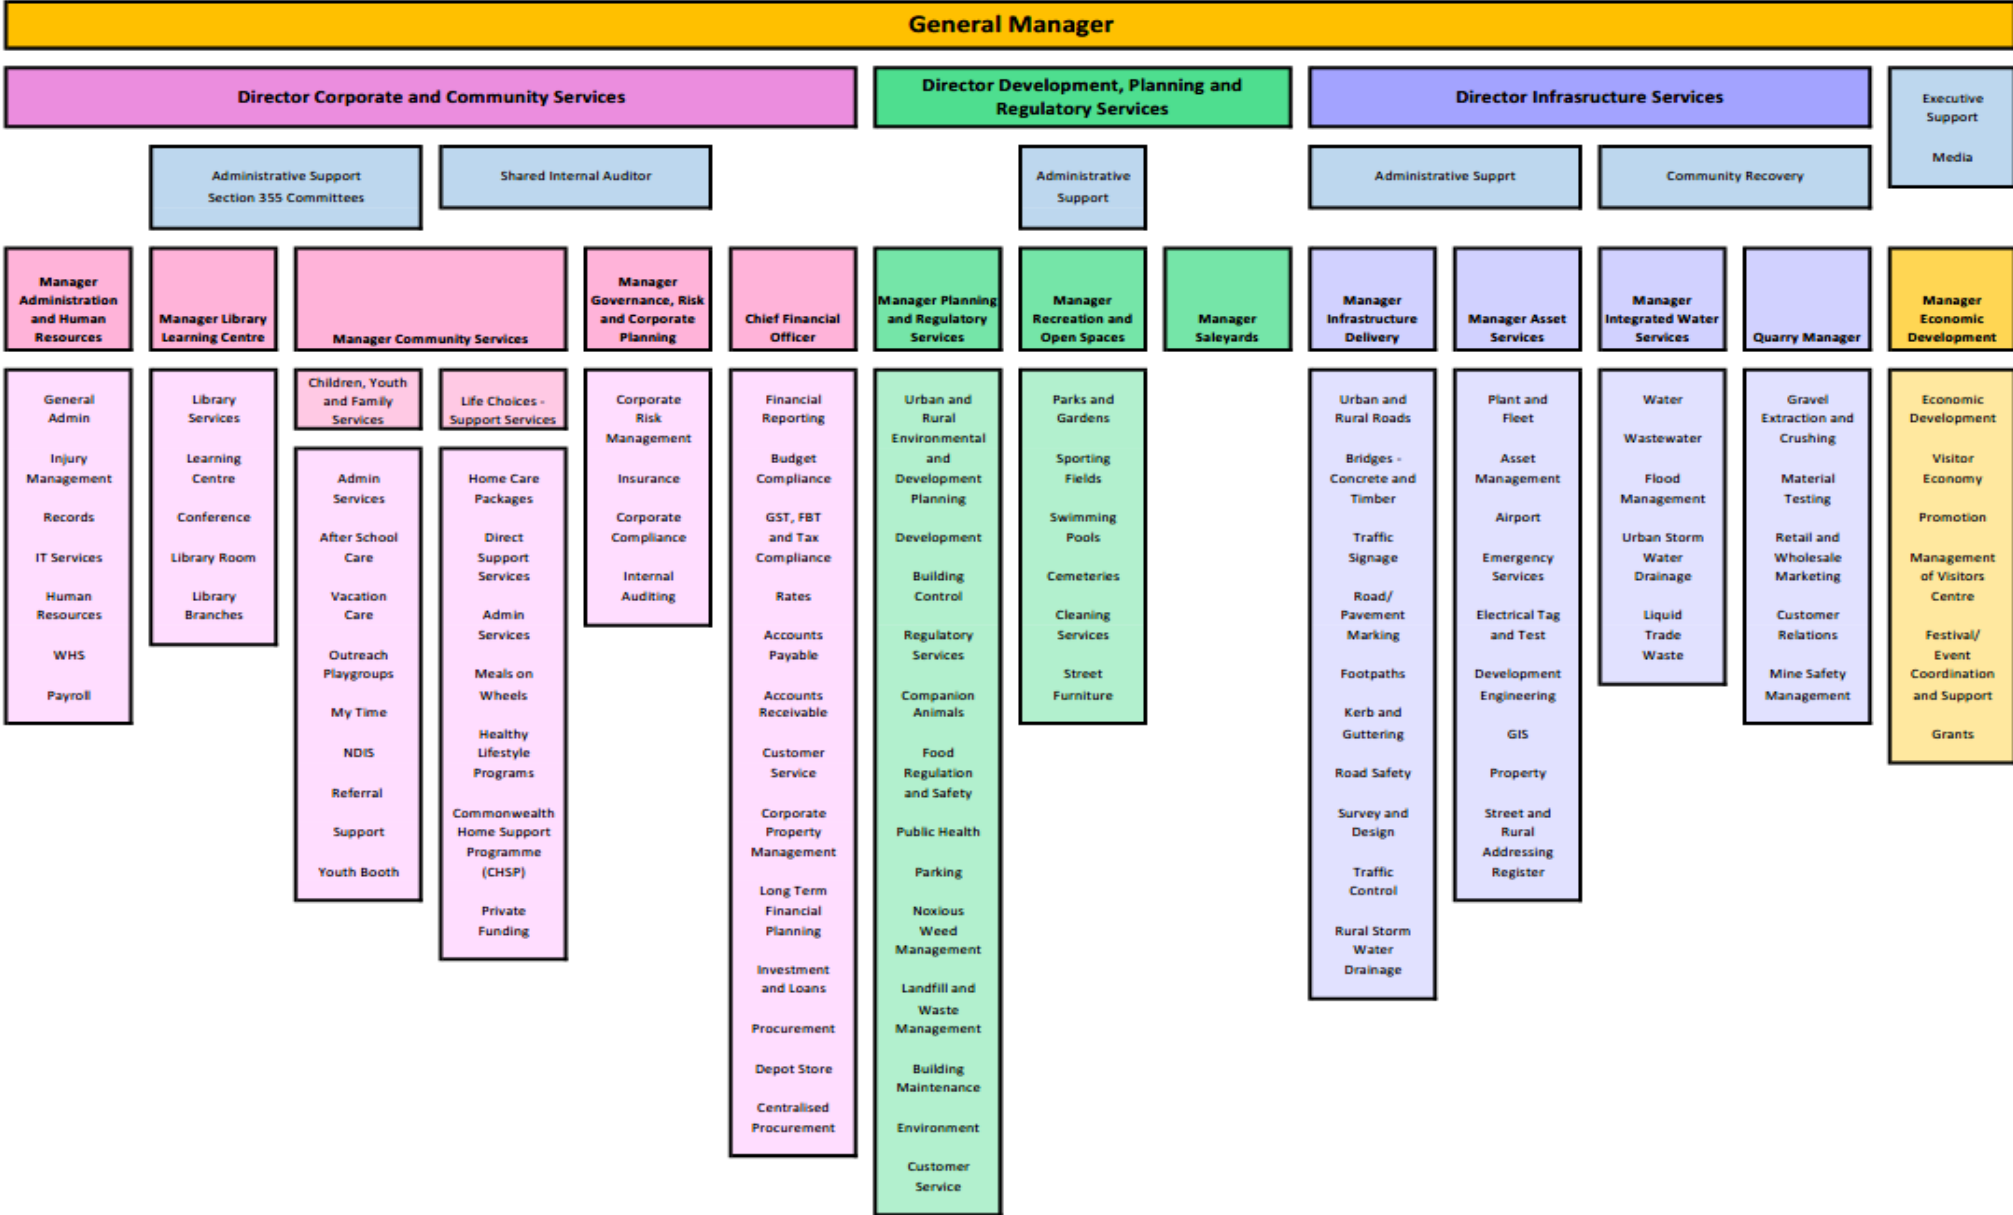 General Manager
Director Corporate and Community Services
Director Development, Planning and
Regulatory Services
Director Infrasructure Services
Executive
Support
Media
Administrative Support
Section 355 Committees
Shared Internal Auditor
Administrative
Support
Administrative Supprt
Community Recovery
Manager
Administration
and Human
Resources
Manager Library
Learning Centre
Manager Community Services
Manager
Governance, Risk
and Corporate
Planning
Chief Financial
Officer
Manager Planning
and Regulatory
Services
Manager
Recreation and
Open Spaces
Manager
Saleyards
Manager
Infrastructure
Delivery
Manager Asset
Services
Manager
Integrated Water
Services
Quarry Manager
Manager
Economic
Development
General
Admin
Injury
Management
Records
IT Services
Human
Resources
WHS
Payroll
Library
Services
Learning
Centre
Conference
Library Room
Library
Branches
Children, Youth
and Family
Services
Admin
Services
After School
Care
Vacation
Care
Outreach
Playgroups
My Time
NDIS
Referral
Support
Youth Booth
Life Choices -
Support Services
Home Care
Packages
Direct
Support
Services
Admin
Services
Meals on
Wheels
Healthy
Lifestyle
Programs
Commonwealth
Home Support
Programme
(CHSP)
Private
Funding
Corporate
Risk
Management
Insurance
Corporate
Compliance
Internal
Auditing
Financial
Reporting
Budget
Compliance
GST, FBT
and Tax
Compliance
Rates
Accounts
Payable
Accounts
Receivable
Customer
Service
Corporate
Property
Management
Long Term
Financial
Planning
Investment
and Loans
Procurement
Depot Store
Centralised
Procurement
Urban and
Rural
Environmental
and
Development
Planning
Development
Building
Control
Regulatory
Services
Companion
Animals
Food
Regulation
and Safety
Public Health
Parking
Noxious
Weed
Management
Landfill and
Waste
Management
Building
Maintenance
Environment
Customer
Service
Parks and
Gardens
Sporting
Fields
Swimming
Pools
Cemeteries
Cleaning
Services
Street
Furniture
Urban and
Rural Roads
Bridges -
Concrete and
Timber
Traffic
Signage
Road/
Pavement
Marking
Footpaths
Kerb and
Guttering
Road Safety
Survey and
Design
Traffic
Control
Rural Storm
Water
Drainage
Plant and
Fleet
Asset
Management
Airport
Emergency
Services
Electrical Tag
and Test
Development
Engineering
GIS
Property
Street and
Rural
Addressing
Register
Water
Wastewater
Flood
Management
Urban Storm
Water
Drainage
Liquid
Trade
Waste
Gravel
Extraction and
Crushing
Material
Testing
Retail and
Wholesale
Marketing
Customer
Relations
Mine Safety
Management
Economic
Development
Visitor
Economy
Promotion
Management
of Visitors
Centre
Festival/
Event
Coordination
and Support
Grants